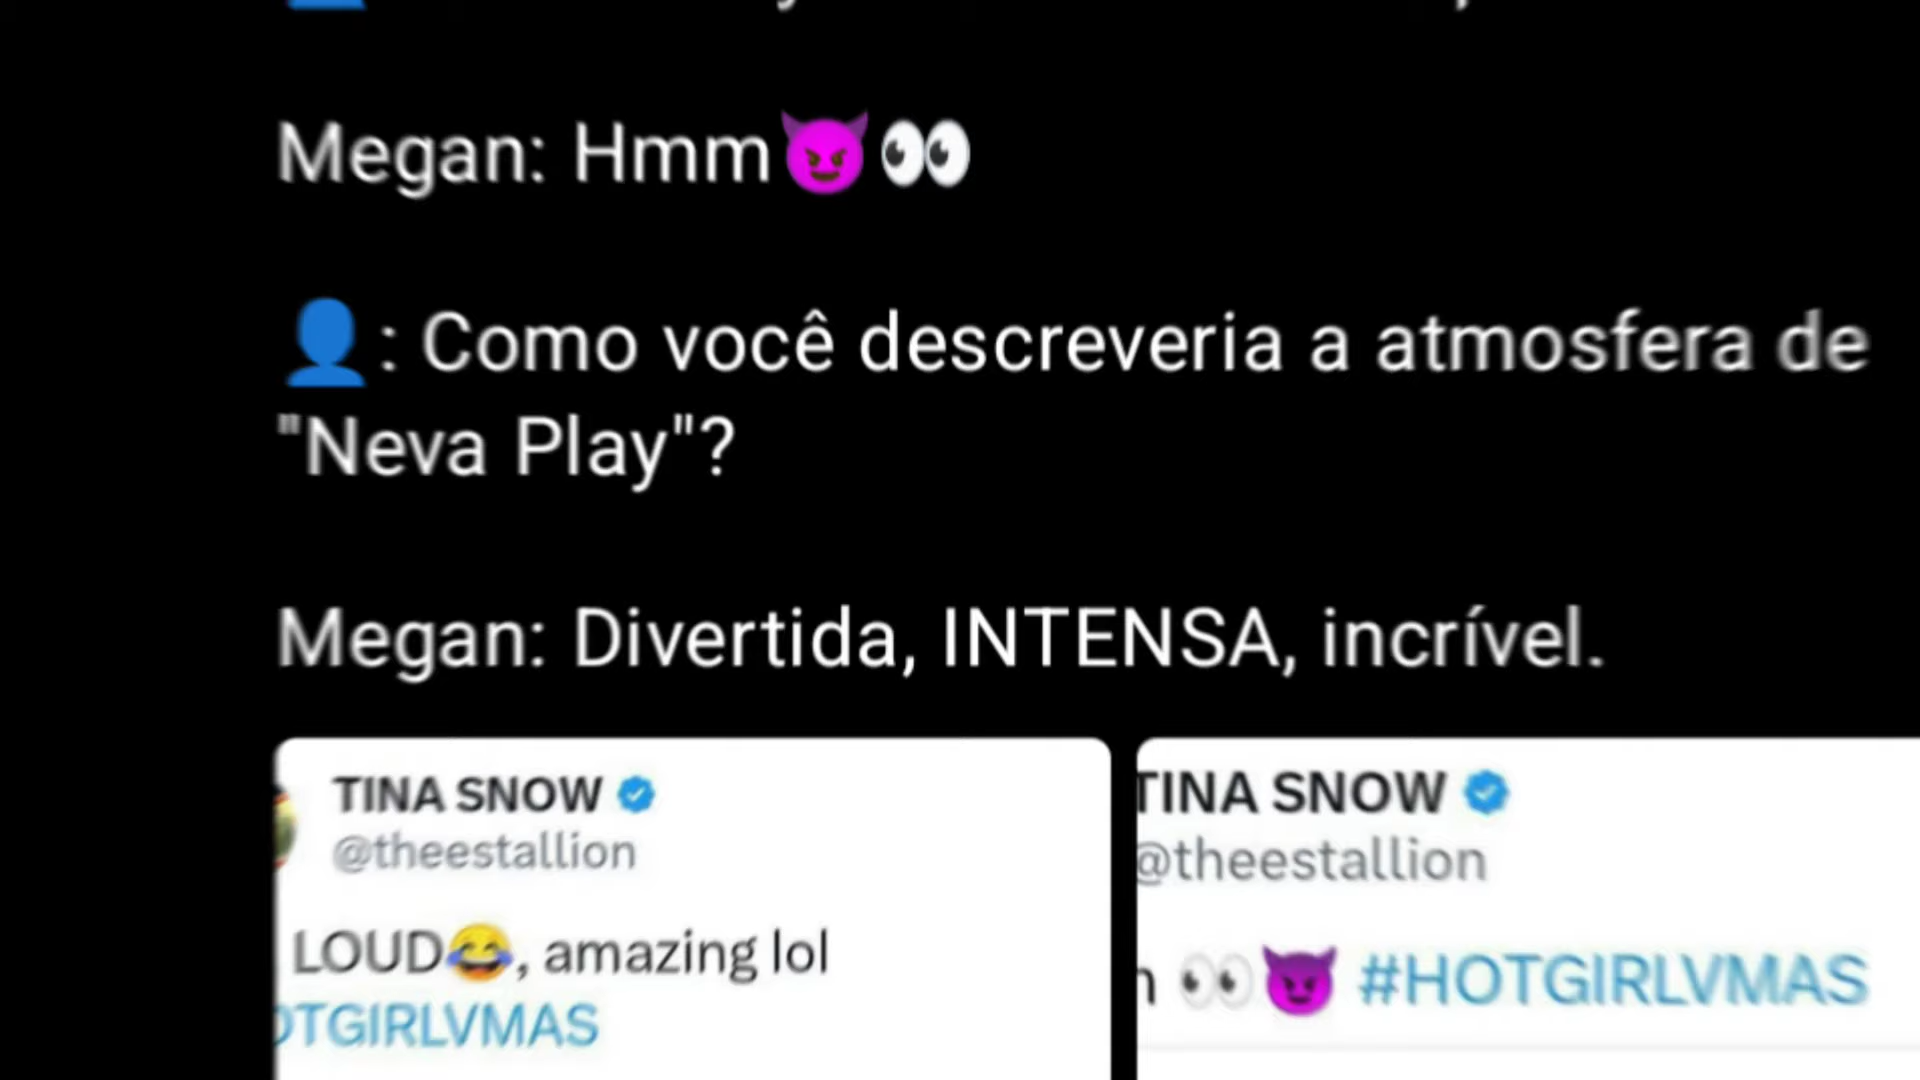 Megan: Hmm😈👀
👤: Como você descreveria a atmosfera de
"Neva Play"?
Megan: Divertida, INTENSA, incrível.
TINA SNOW
@theestallion
LOUD😂, amazing lol
OTGIRLVMAS
TINA SNOW
@theestallion
👀😈 #HOTGIRLVMAS